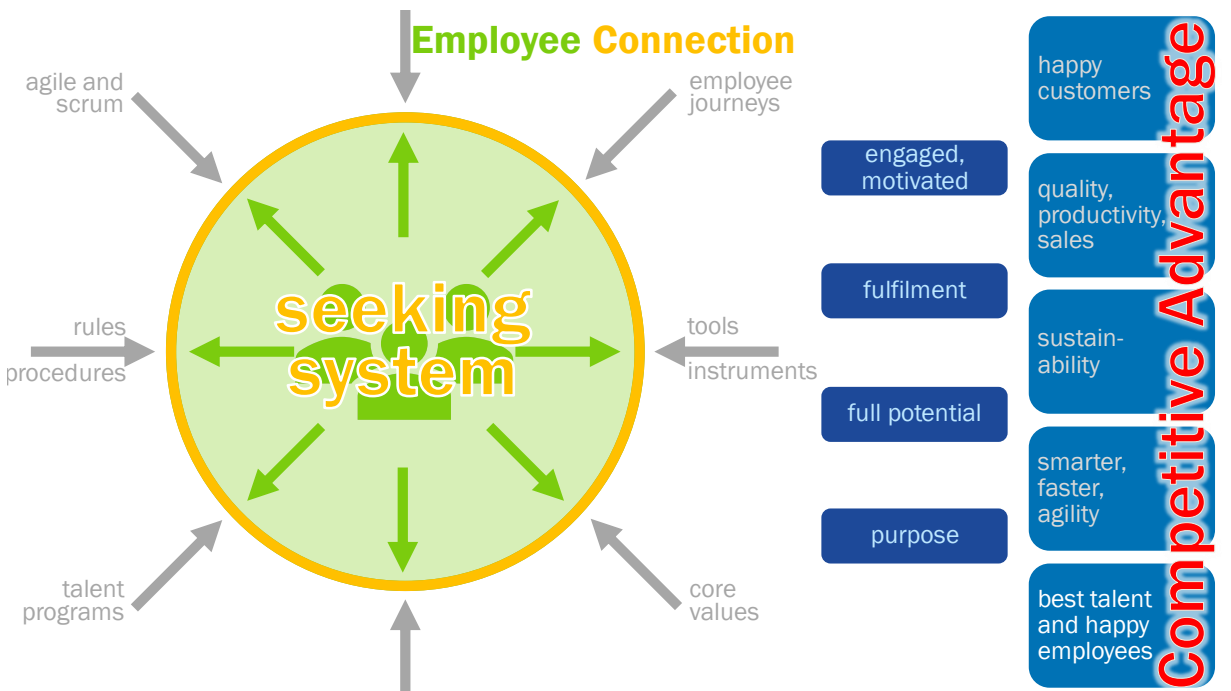 Employee Connection
agile and
scrum
employee
journeys
rules
procedures
seeking
system
tools
instruments
talent
programs
core
values
engaged,
motivated
fulfilment
full potential
purpose
happy
customers
quality,
productivity,
sales
sustain-
ability
smarter,
faster,
agility
best talent
and happy
employees
Competitive Advantage